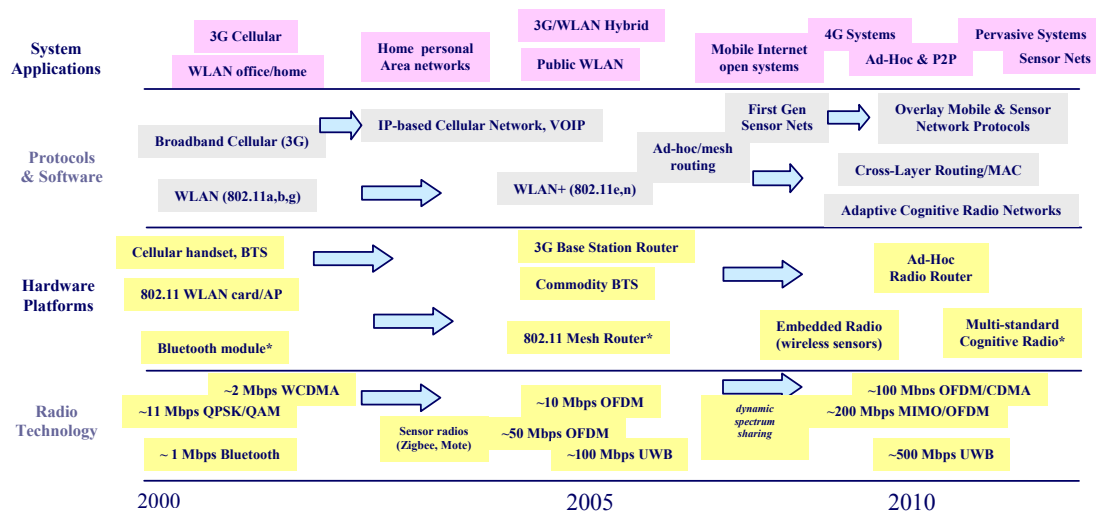 System
Applications
3G Cellular
WLAN office/home
Home personal
Area networks
3G/WLAN Hybrid
Public WLAN
Mobile Internet
open systems
4G Systems
Ad-Hoc & P2P
Pervasive Systems
Sensor Nets
Protocols
& Software
Broadband Cellular (3G)
WLAN (802.11a,b,g)
IP-based Cellular Network, VOIP
WLAN+ (802.11e,n)
Ad-hoc/mesh
routing
First Gen
Sensor Nets
Overlay Mobile & Sensor
Network Protocols
Cross-Layer Routing/MAC
Adaptive Cognitive Radio Networks
Hardware
Platforms
Cellular handset, BTS
802.11 WLAN card/AP
Bluetooth module*
3G Base Station Router
Commodity BTS
802.11 Mesh Router*
Embedded Radio
(wireless sensors)
Ad-Hoc
Radio Router
Multi-standard
Cognitive Radio*
Radio
Technology
~2 Mbps WCDMA
~11 Mbps QPSK/QAM
~ 1 Mbps Bluetooth
Sensor radios
(Zigbee, Mote)
~10 Mbps OFDM
~50 Mbps OFDM
~100 Mbps UWB
dynamic
spectrum
sharing
~100 Mbps OFDM/CDMA
~200 Mbps MIMO/OFDM
~500 Mbps UWB
2000
2005
2010